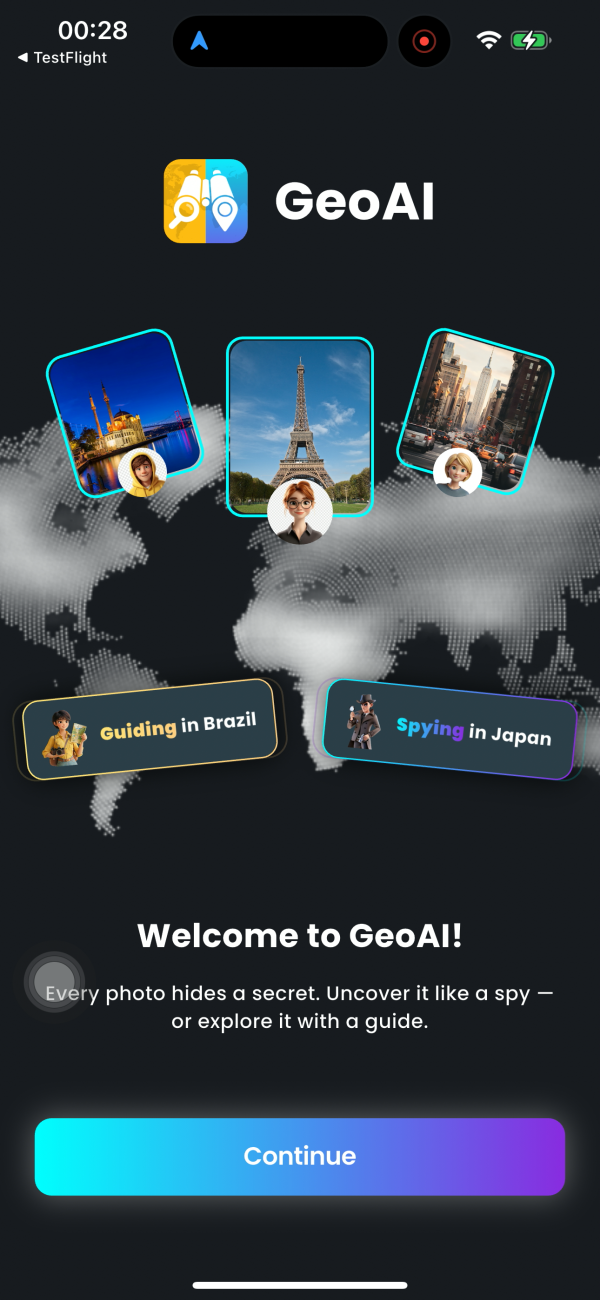 00:28
◀ TestFlight
GeoAI
Guiding in Brazil
Spying in Japan
Welcome to GeoAI!
Every photo hides a secret. Uncover it like a spy —
or explore it with a guide.
Continue